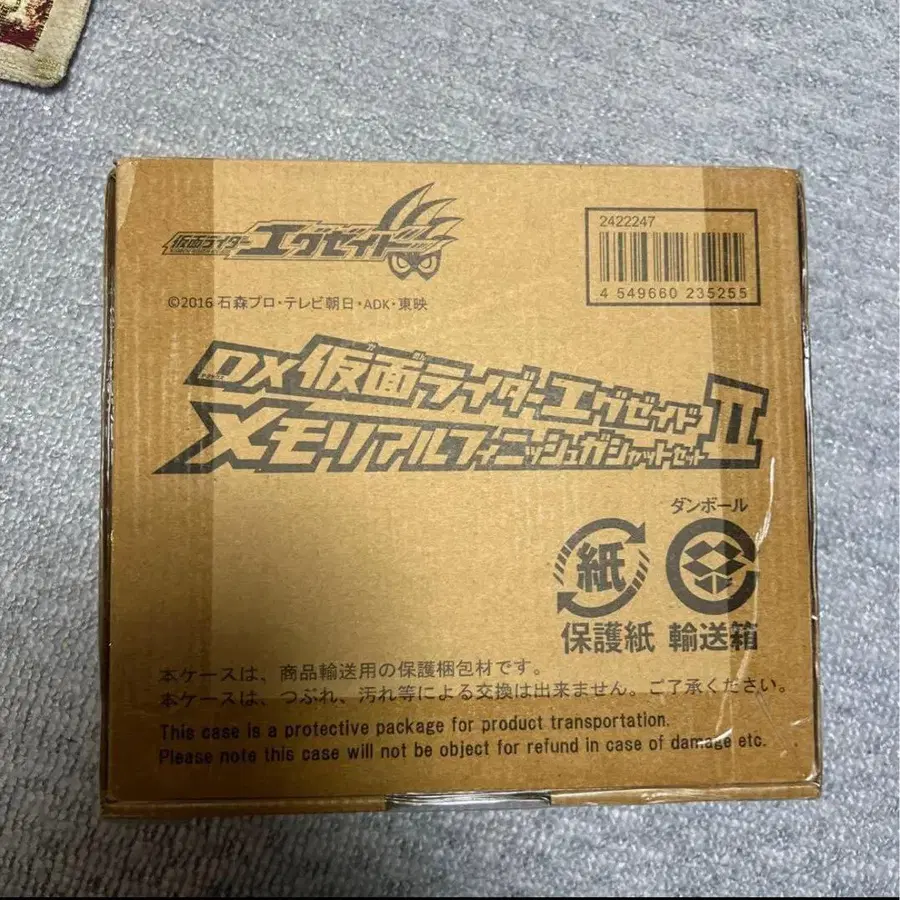 仮面ライダーエグゼイド
2422247
4 549660 235255
©2016 石森プロ・テレビ朝日・ADK・東映
DX仮面ライダーエグゼイド
メモリアルフィニッシュガシャットセットII
ダンボール
紙
保護紙 輸送箱
本ケースは、商品輸送用の保護梱包材です。
本ケースは、つぶれ、汚れ等による交換は出来ません。ご了承ください。
This case is a protective package for product transportation.
Please note this case will not be object for refund in case of damage etc.